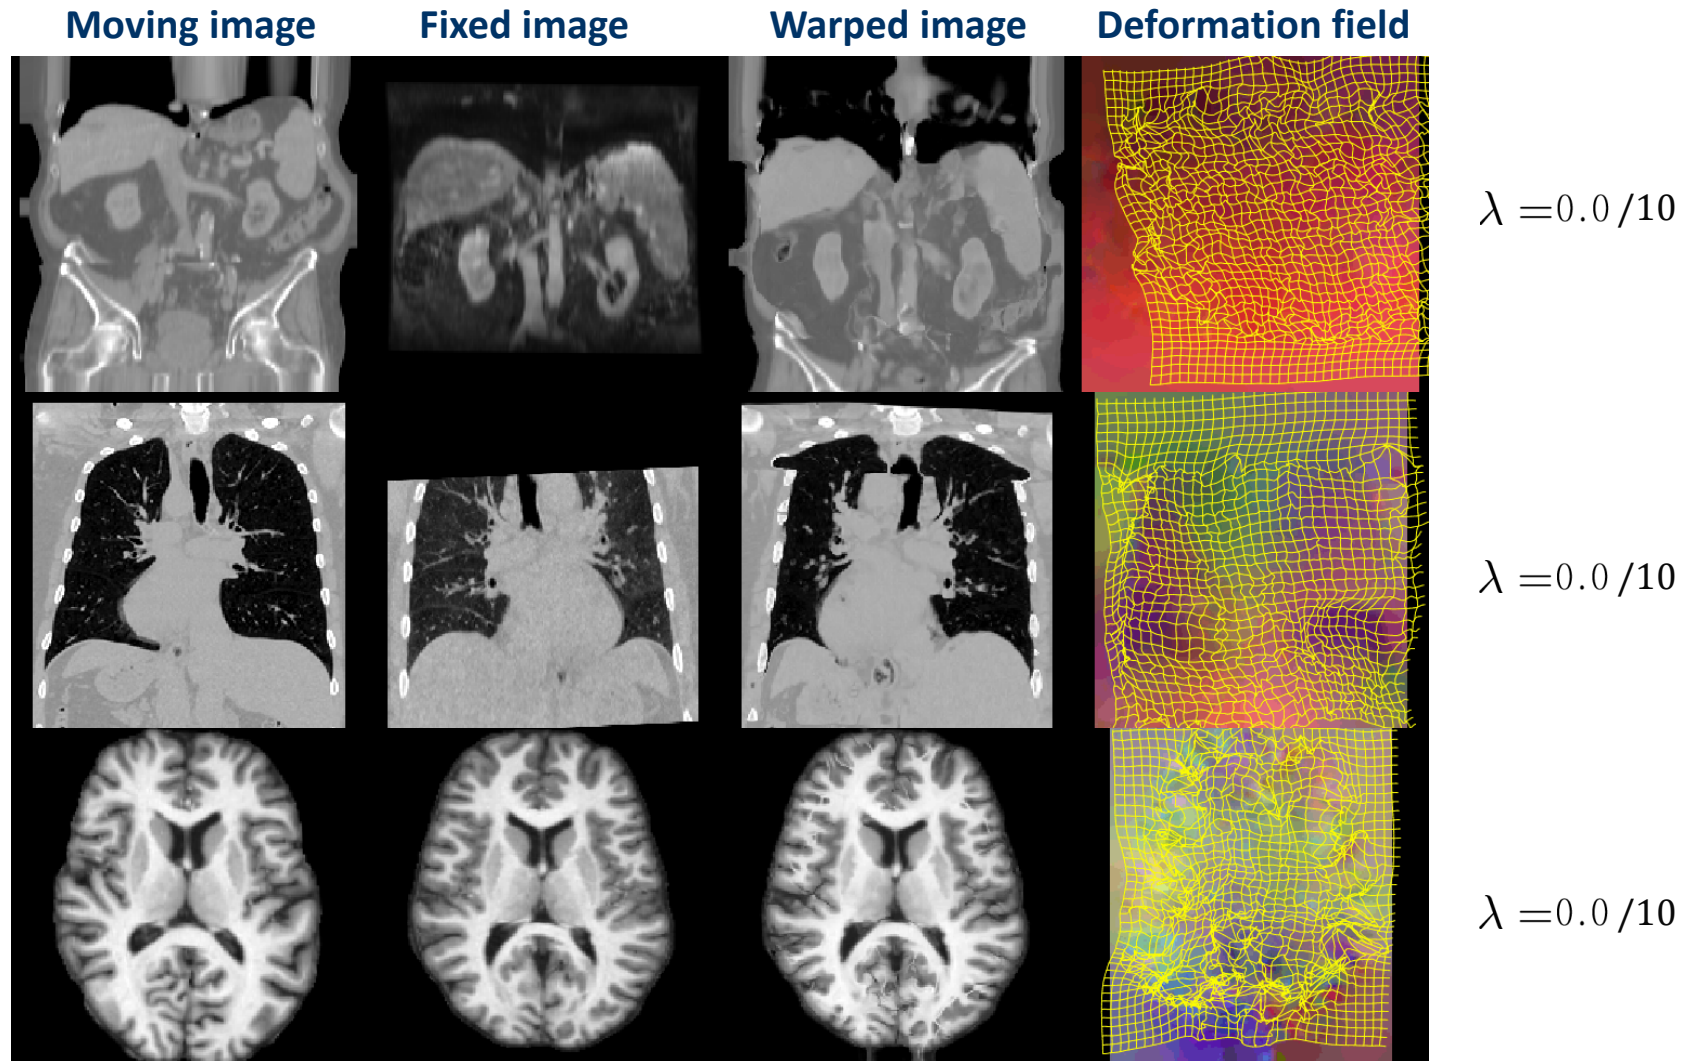 Moving image Fixed image Warped image Deformation field
λ =0.0/10
λ =0.0/10
λ =0.0/10